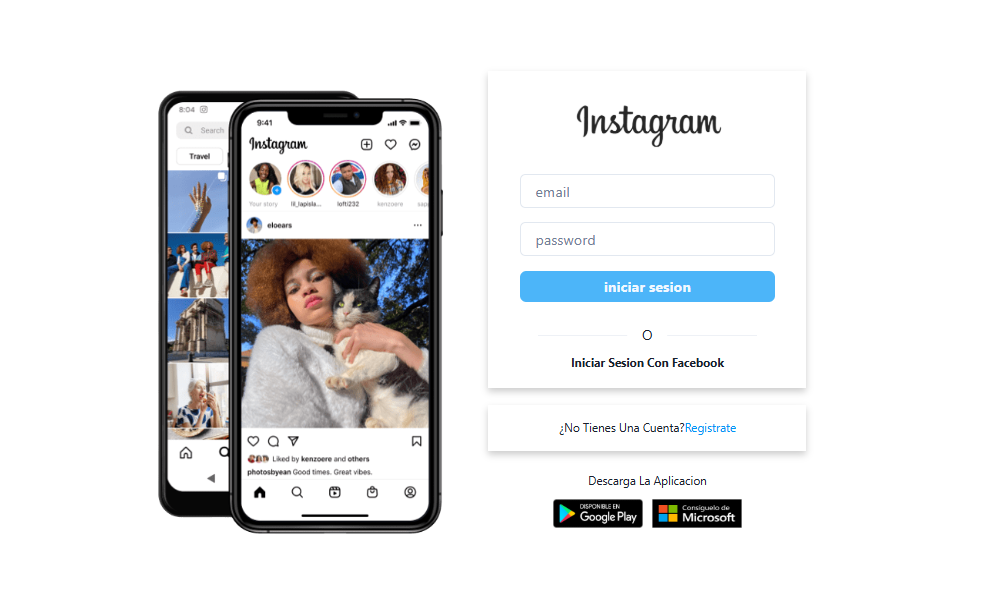 8:04
Search
Travel
9:41
Instagram
Your story
lil_lapisla...
lofti232
kenzoere
sap
eloears
Liked by kenzoere and others
photosbyean Good times. Great vibes.
Instagram
email
password
iniciar sesion
O
Iniciar Sesion Con Facebook
¿No Tienes Una Cuenta?Registrate
Descarga La Aplicacion
DISPONIBLE EN
Google Play
Consíguelo de
Microsoft